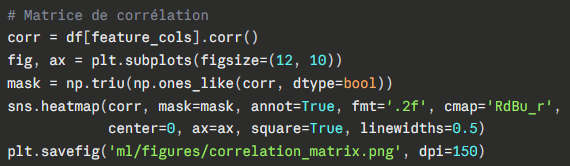 # Matrice de corrélation
corr = df[feature_cols].corr()
fig, ax = plt.subplots(figsize=(12, 10))
mask = np.triu(np.ones_like(corr, dtype=bool))
sns.heatmap(corr, mask=mask, annot=True, fmt='.2f', cmap='RdBu_r',
            center=0, ax=ax, square=True, linewidths=0.5)
plt.savefig('ml/figures/correlation_matrix.png', dpi=150)